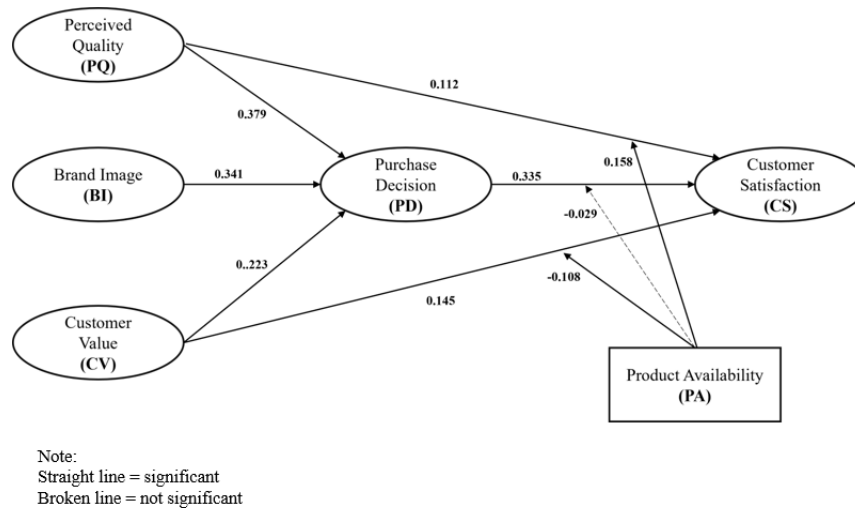 Perceived
Quality
(PQ)
0.112
0.379
Brand Image
(BI)
0.341
Purchase
Decision
(PD)
0.335
0.158
Customer
Satisfaction
(CS)
-0.029
0..223
-0.108
0.145
Customer
Value
(CV)
Product Availability
(PA)
Note:
Straight line = significant
Broken line = not significant